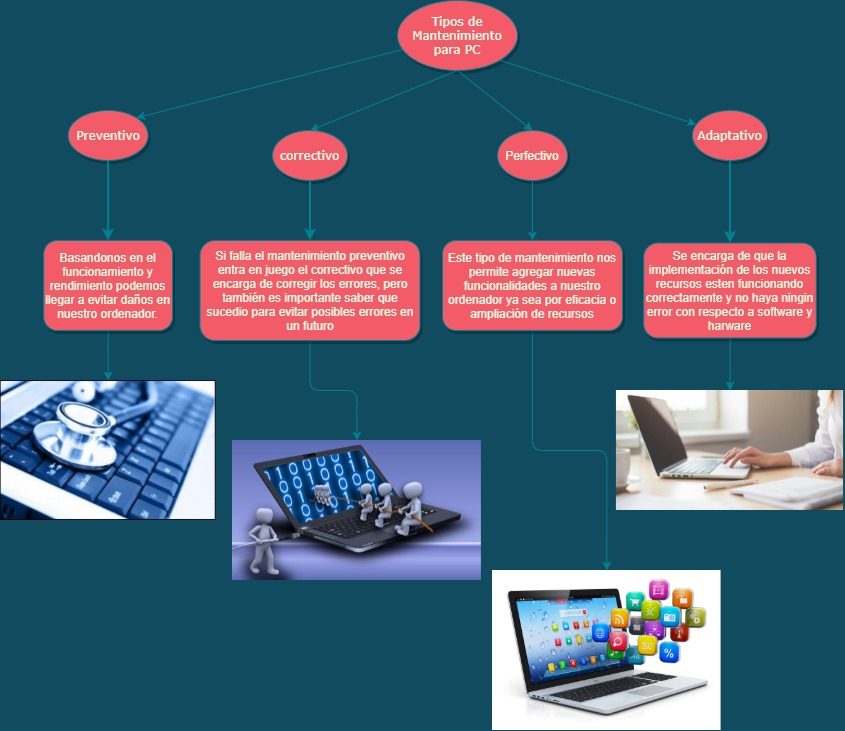 Tipos de
Mantenimiento
para PC
Preventivo
correctivo
Perfectivo
Adaptativo
Basandonos en el
funcionamiento y
rendimiento podemos
llegar a evitar daños en
nuestro ordenador.
Si falla el mantenimiento preventivo
entra en juego el correctivo que se
encarga de corregir los errores, pero
también es importante saber que
sucedio para evitar posibles errores en
un futuro
Este tipo de mantenimiento nos
permite agregar nuevas
funcionalidades a nuestro
ordenador ya sea por eficacia o
ampliación de recursos
Se encarga de que la
implementación de los nuevos
recursos esten funcionando
correctamente y no haya ningin
error con respecto a software y
harware